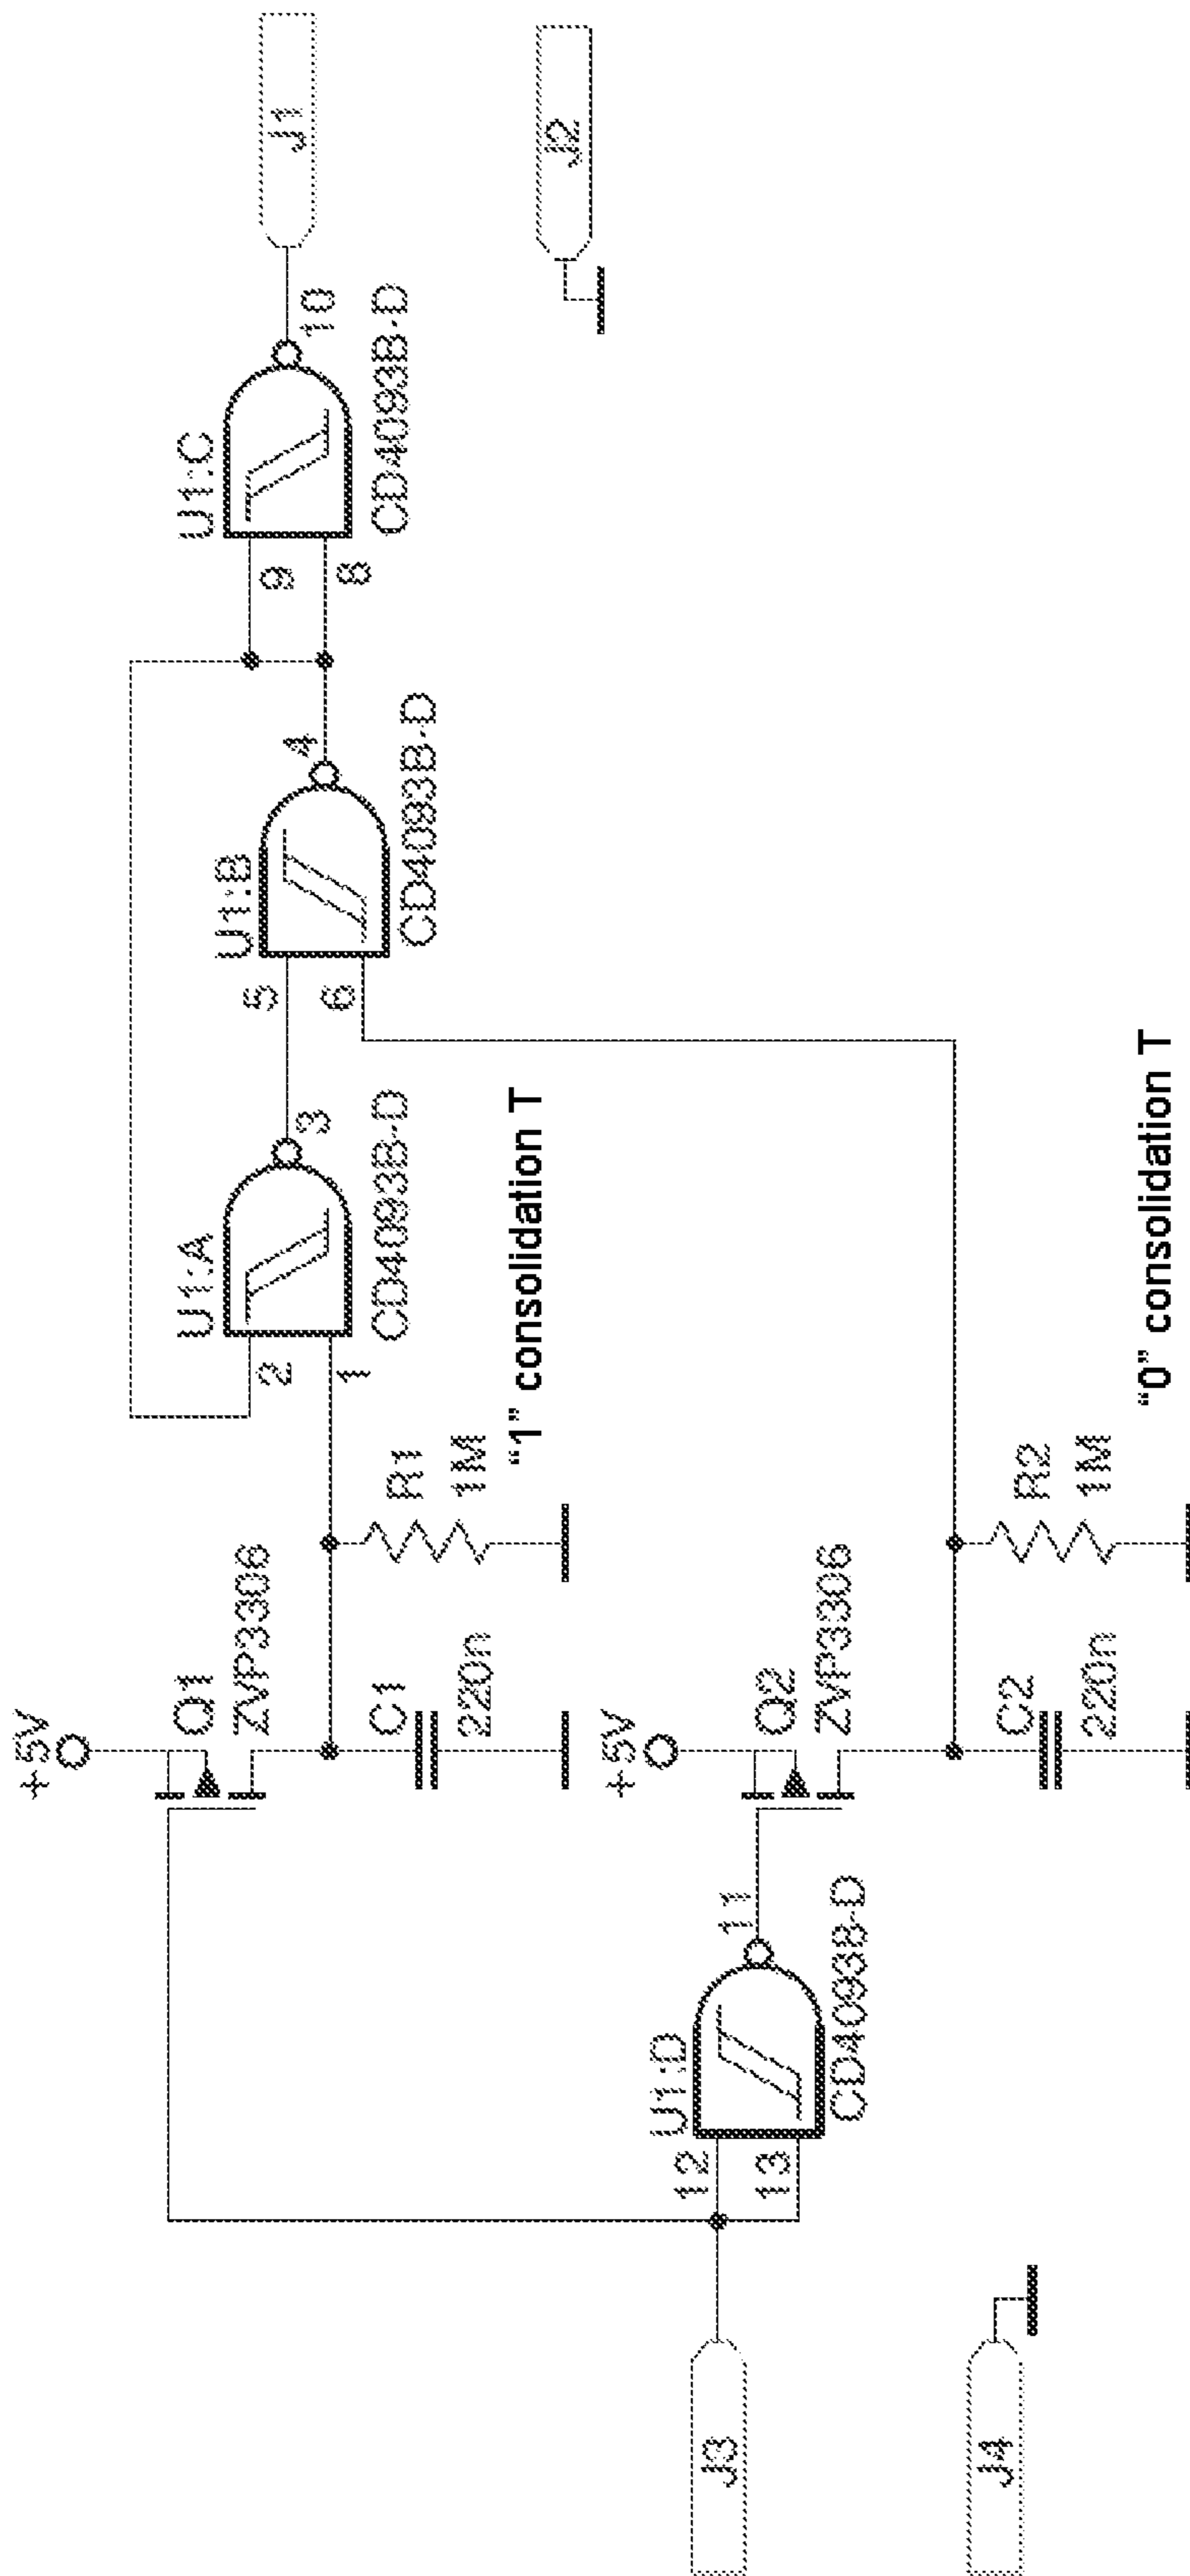 +5V
Q1
ZVP3306
C1
220n
R1
1M
"1" consolidation T
U1:A
2
1
3
CD4093B-D
U1:B
5
6
4
CD4093B-D
U1:C
9
8
10
CD4093B-D
J1
J2
J3
J4
U1:D
12
13
11
CD4093B-D
+5V
Q2
ZVP3306
C2
220n
R2
1M
"0" consolidation T